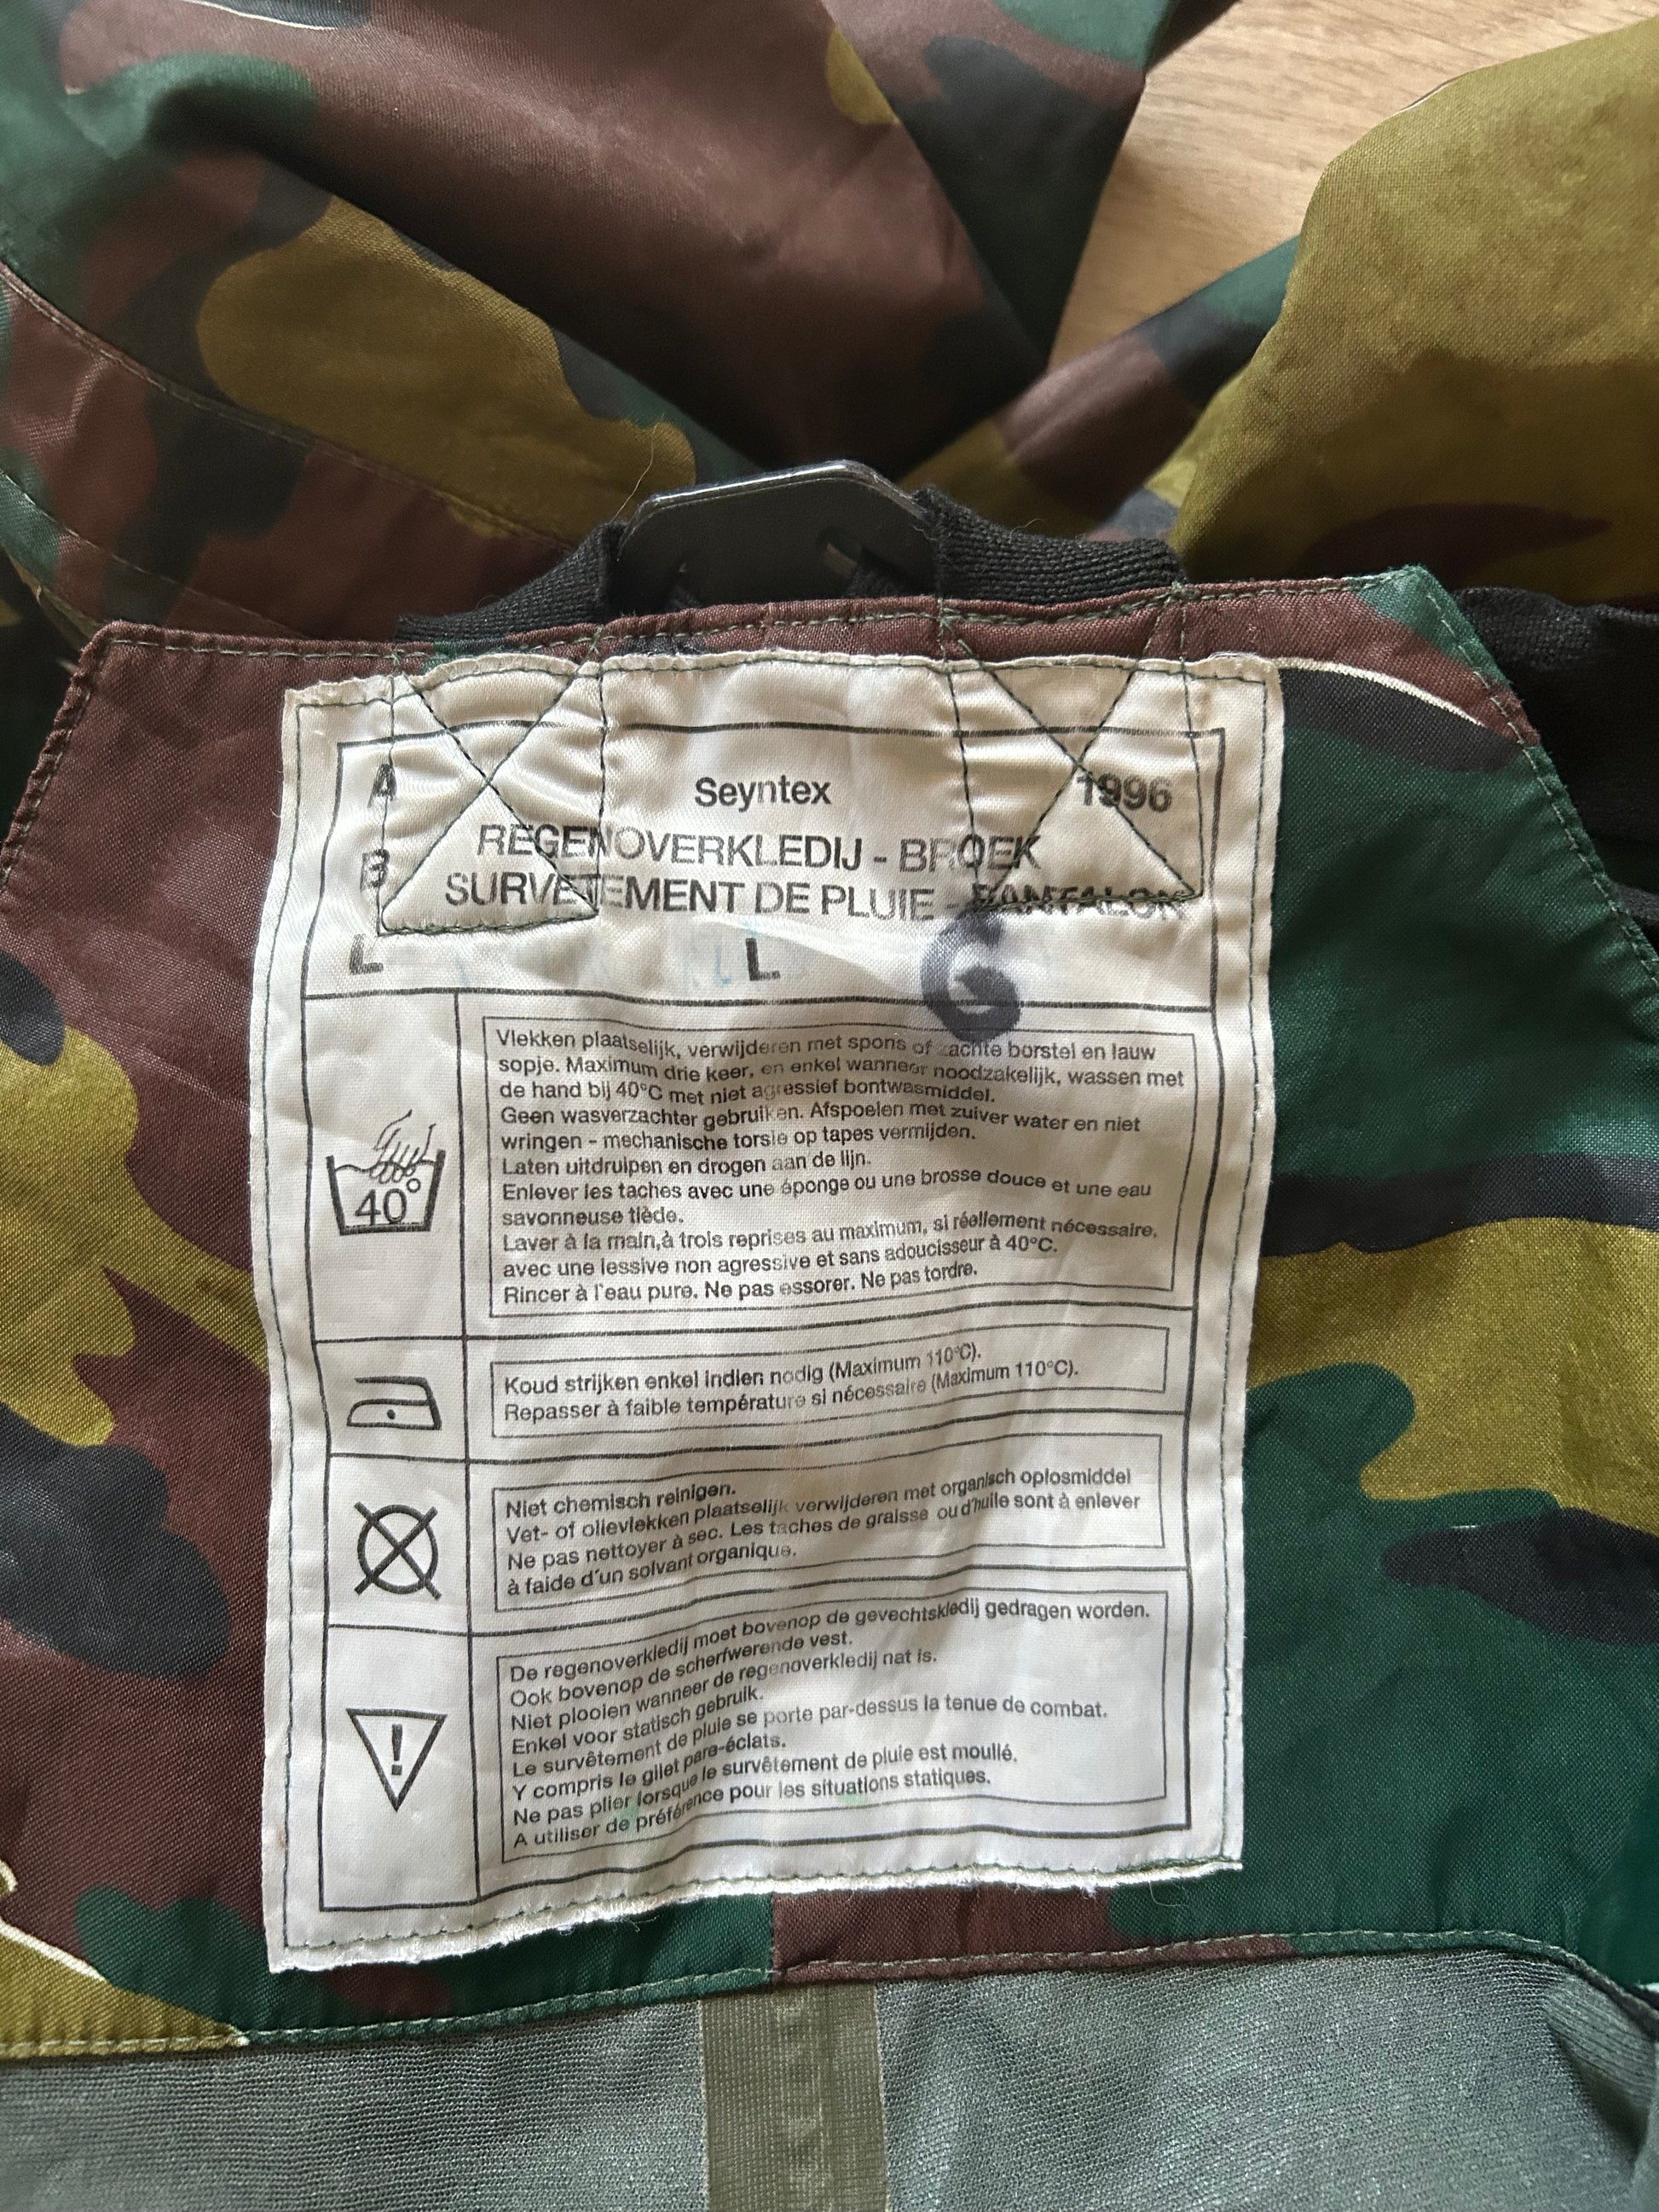 A Seyntex 1996
REGENOVERKLEDIJ - BROEK
B
SURVETEMENT DE PLUIE - PANTALON
L L G
Vlekken plaatselijk, verwijderen met spons of zachte borstel en lauw
sopje. Maximum drie keer, en enkel wanneer noodzakelijk, wassen met
de hand bij 40°C met niet agressief bontwasmiddel.
Geen wasverzachter gebruiken. Afspoelen met zuiver water en niet
wringen - mechanische torsie op tapes vermijden.
Laten uitdruipen en drogen aan de lijn.
Enlever les taches avec une éponge ou une brosse douce et une eau
savonneuse tiède.
Laver à la main,à trois reprises au maximum, si réellement nécessaire,
avec une lessive non agressive et sans adoucisseur à 40°C.
Rincer à l'eau pure. Ne pas essorer. Ne pas tordre.
40°
Koud strijken enkel indien nodig (Maximum 110°C).
Repasser à faible température si nécessaire (Maximum 110°C).
Niet chemisch reinigen.
Vet- of olievlekken plaatselijk verwijderen met organisch oplosmiddel
Ne pas nettoyer à sec. Les taches de graisse ou d'huile sont à enlever
à faide d'un solvant organique.
De regenoverkledij moet bovenop de gevechtskledij gedragen worden.
Ook bovenop de scherfwerende vest.
Niet plooien wanneer de regenoverkledij nat is.
Enkel voor statisch gebruik.
Le survêtement de pluie se porte par-dessus la tenue de combat.
Y compris le gilet pare-éclats.
Ne pas plier lorsque le survêtement de pluie est moullé.
A utiliser de préférence pour les situations statiques.
!